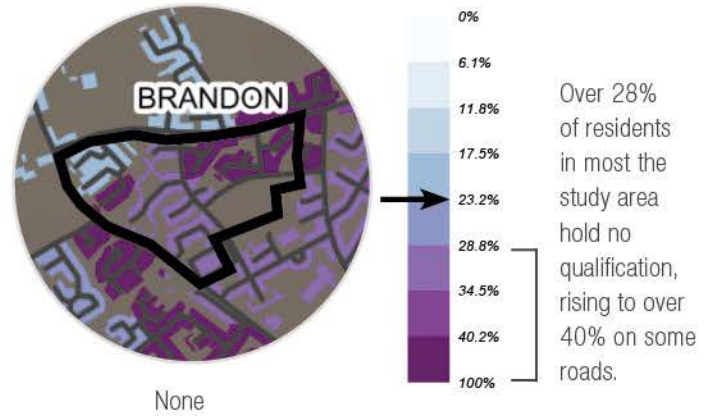 BRANDON
None
0%
6.1%
11.8%
17.5%
23.2%
28.8%
34.5%
40.2%
100%
Over 28%
of residents
in most the
study area
hold no
qualification,
rising to over
40% on some
roads.